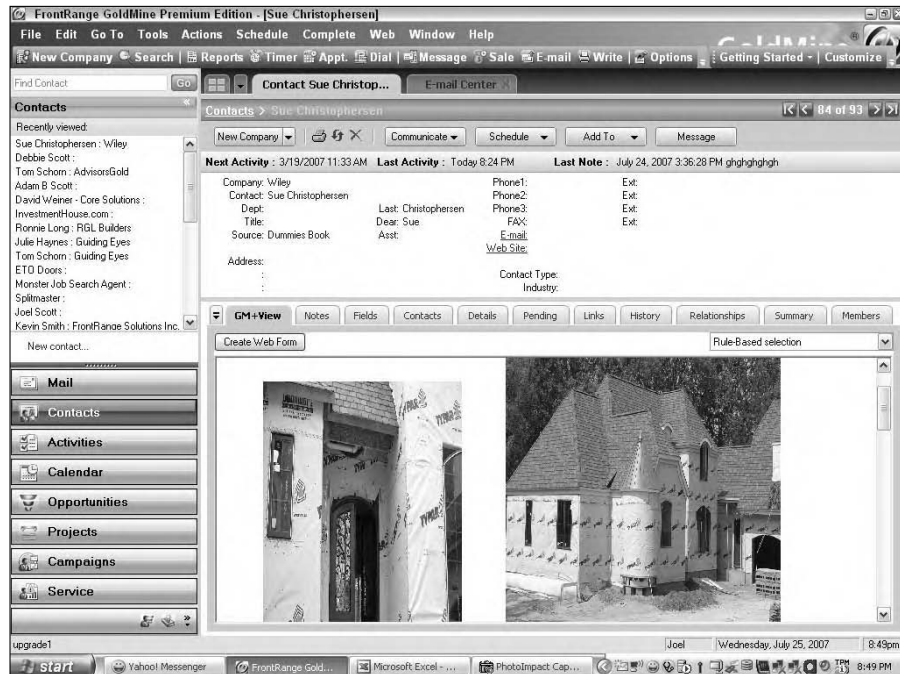 FrontRange GoldMine Premium Edition - [Sue Christophersen]
File Edit Go To Tools Actions Schedule Complete Web Window Help
GoldMine
New Company Search Reports Timer Appt. Dial Message Sale E-mail Write Options Getting Started Customize
Find Contact Go Contact Sue Christop... E-mail Center X
Contacts «
Contacts > Sue Christophersen 84 of 93
Recently viewed:
Sue Christophersen : Wiley
Debbie Scott :
Tom Schorn : AdvisorsGold
Adam B Scott :
David Weiner - Core Solutions :
InvestmentHouse.com :
Ronnie Long : RGL Builders
Julie Haynes : Guiding Eyes
Tom Schorn : Guiding Eyes
ETO Doors :
Monster Job Search Agent :
Splitmaster :
Joel Scott :
Kevin Smith : FrontRange Solutions Inc.
New contact...
Mail
Contacts
Activities
Calendar
Opportunities
Projects
Campaigns
Service
New Company Communicate Schedule Add To Message
Next Activity : 3/19/2007 11:33 AM Last Activity : Today 8:24 PM Last Note : July 24, 2007 3:36:28 PM ghghghghgh
Company: Wiley Phone1: Ext:
Contact: Sue Christophersen Phone2: Ext:
Dept: Last: Christophersen Phone3: Ext:
Title: Dear: Sue FAX: Ext:
Source: Dummies Book Asst: E-mail:
Web Site:
Address:
: Contact Type:
: Industry:
GM+View Notes Fields Contacts Details Pending Links History Relationships Summary Members
Create Web Form Rule-Based selection
TYPAR
TYPAR
TYPAR
upgrade1 Joel Wednesday, July 25, 2007 8:49pm
start Yahoo! Messenger FrontRange Gold... Microsoft Excel - ... PhotoImpact Cap... 8:49 PM